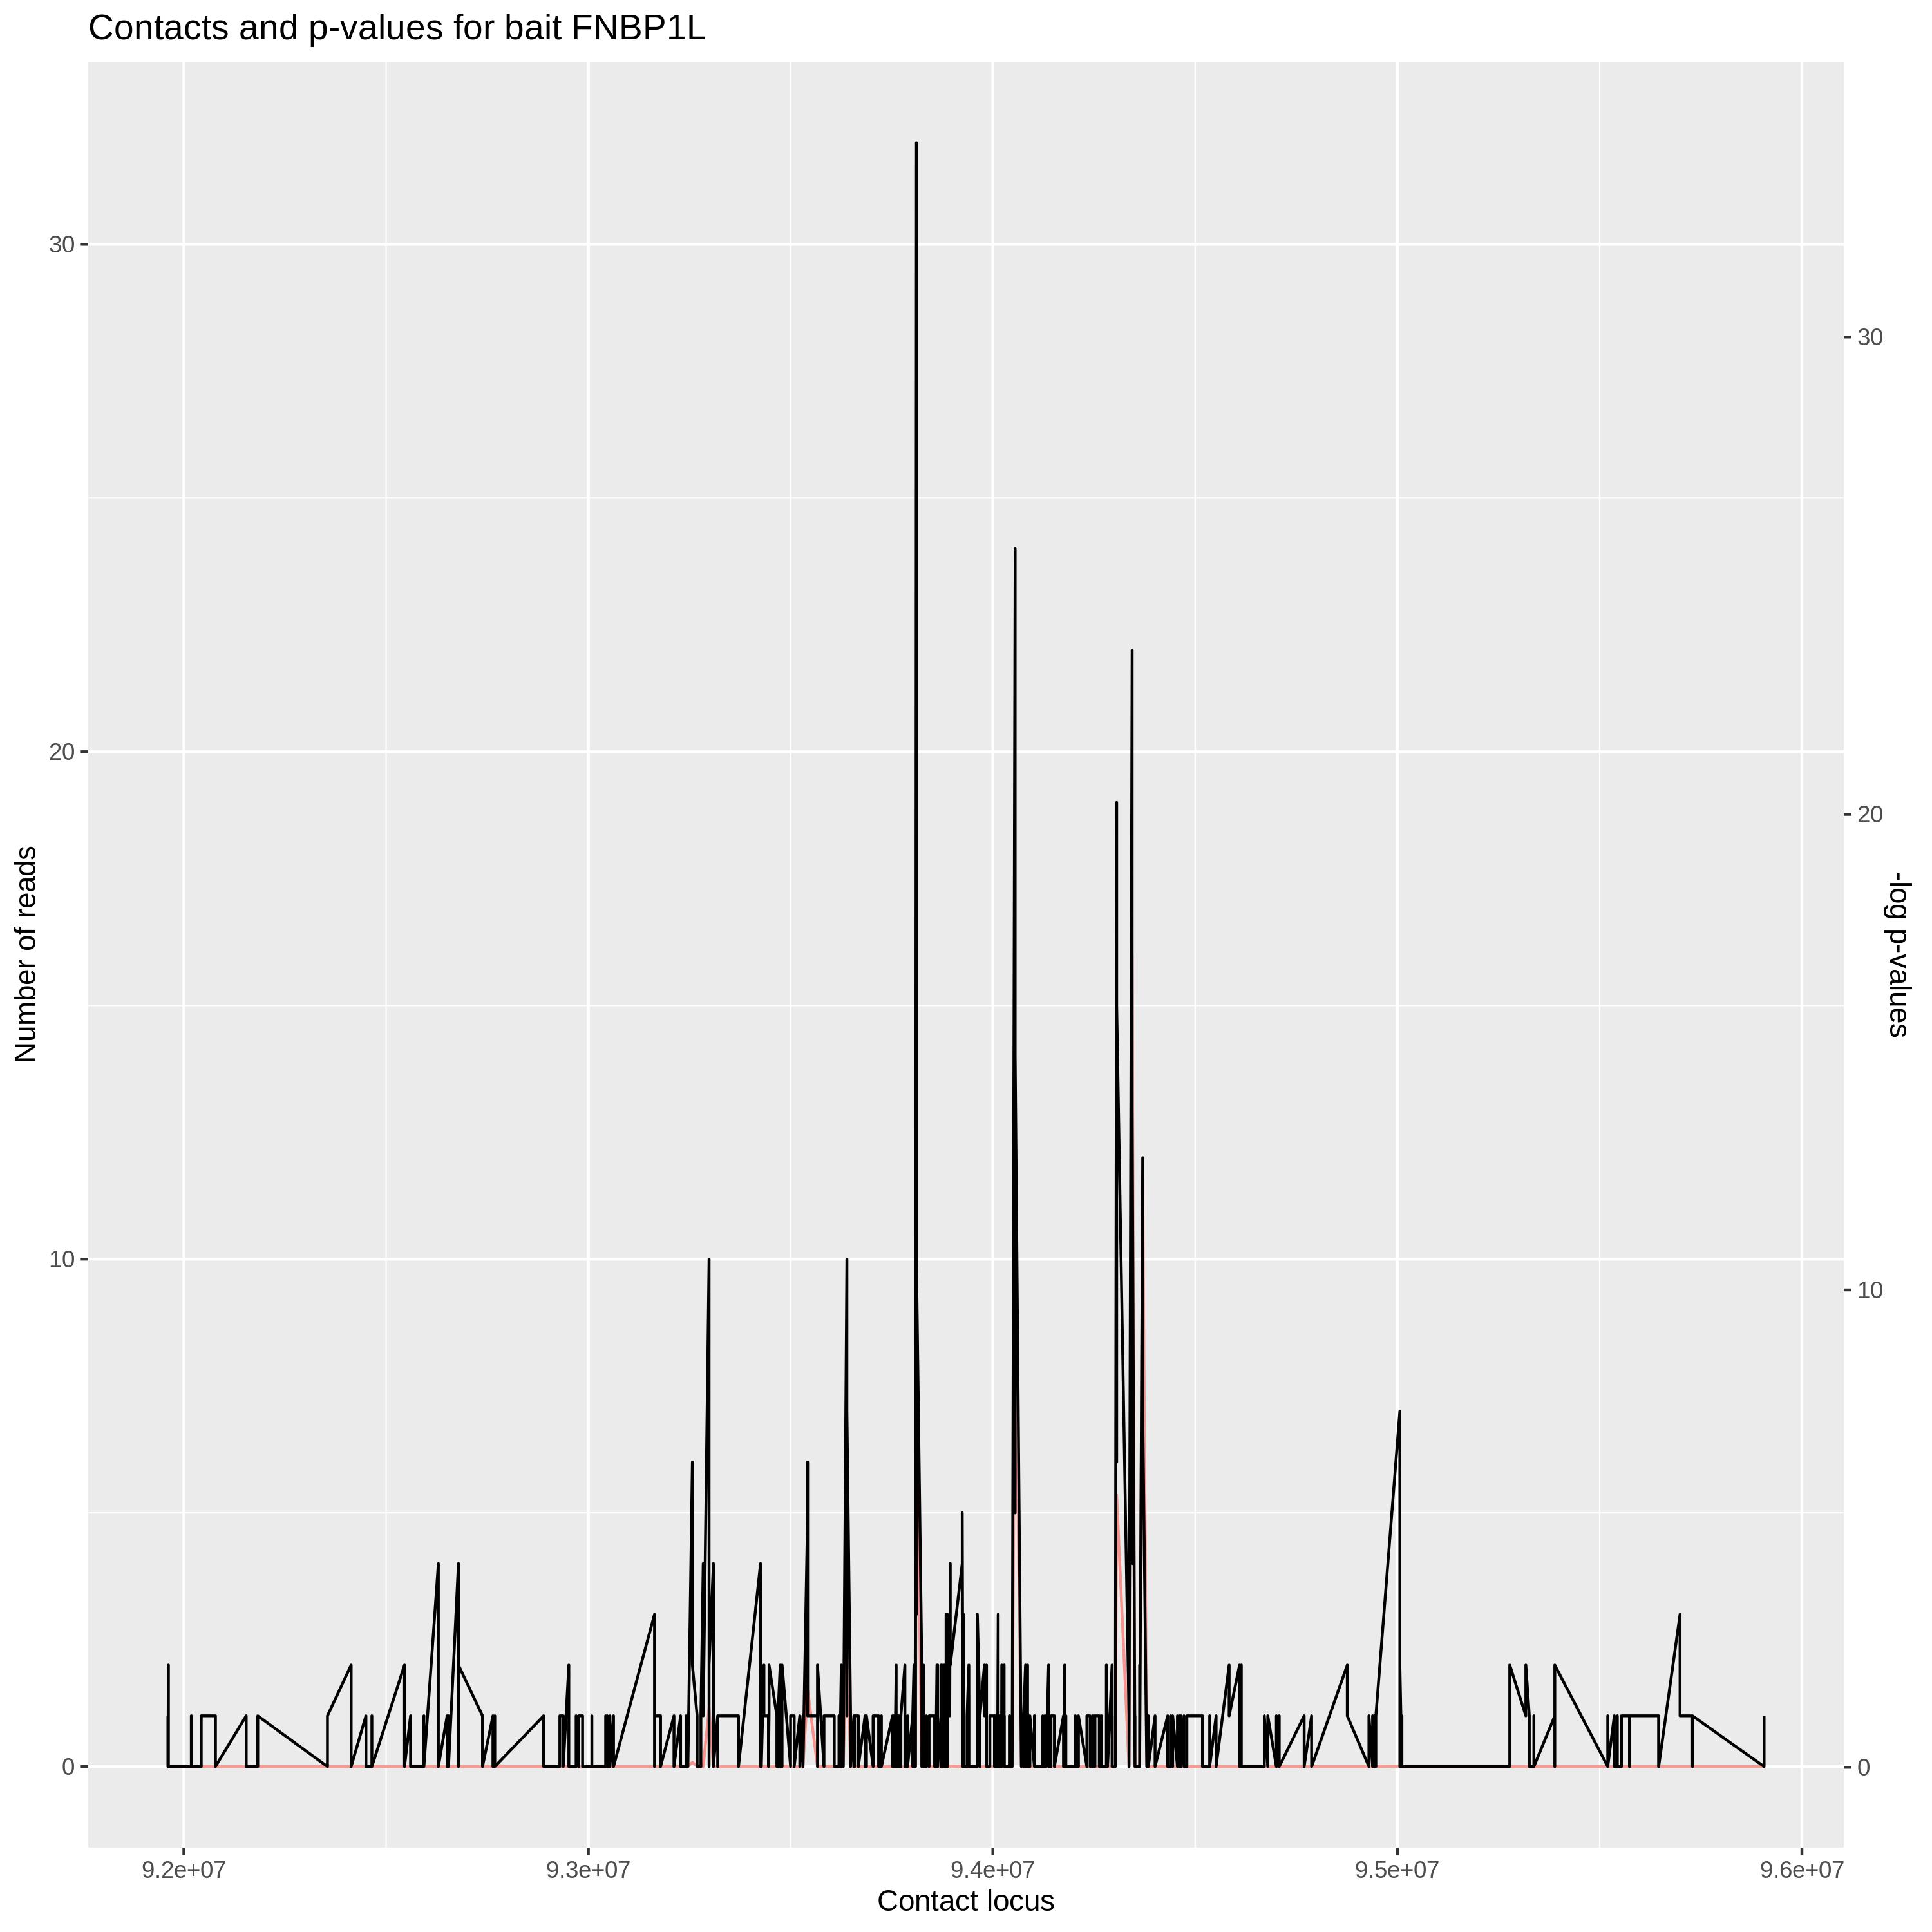 Contacts and p-values for bait FNBP1L
Number of reads
30
20
10
0
30
20
10
0
-log p-values
9.2e+07
9.3e+07
9.4e+07
9.5e+07
9.6e+07
Contact locus